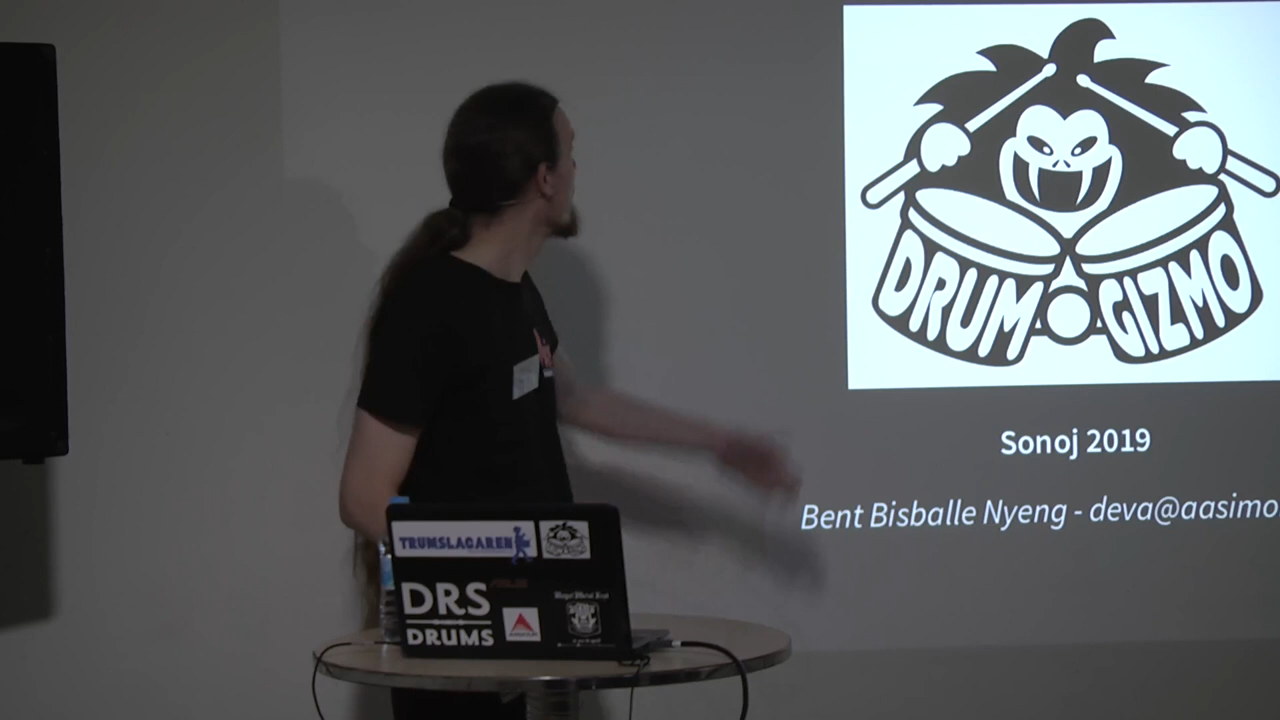 DRUM GIZMO
Sonoj 2019
Bent Bisballe Nyeng - deva@aasimo
TRUMSLAGAREN
DRS
DRUMS